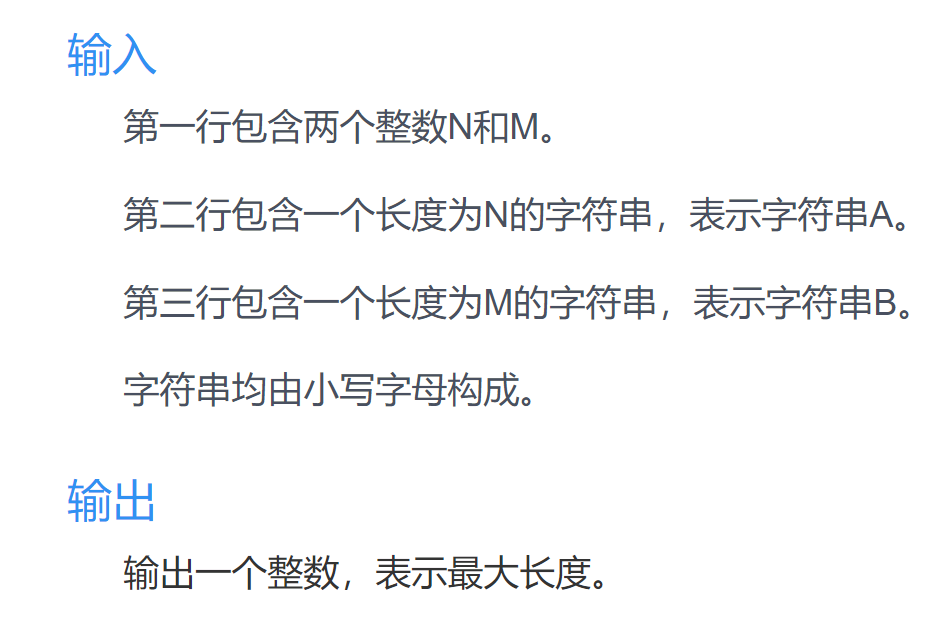 输入
第一行包含两个整数N和M。
第二行包含一个长度为N的字符串，表示字符串A。
第三行包含一个长度为M的字符串，表示字符串B。
字符串均由小写字母构成。
输出
输出一个整数，表示最大长度。